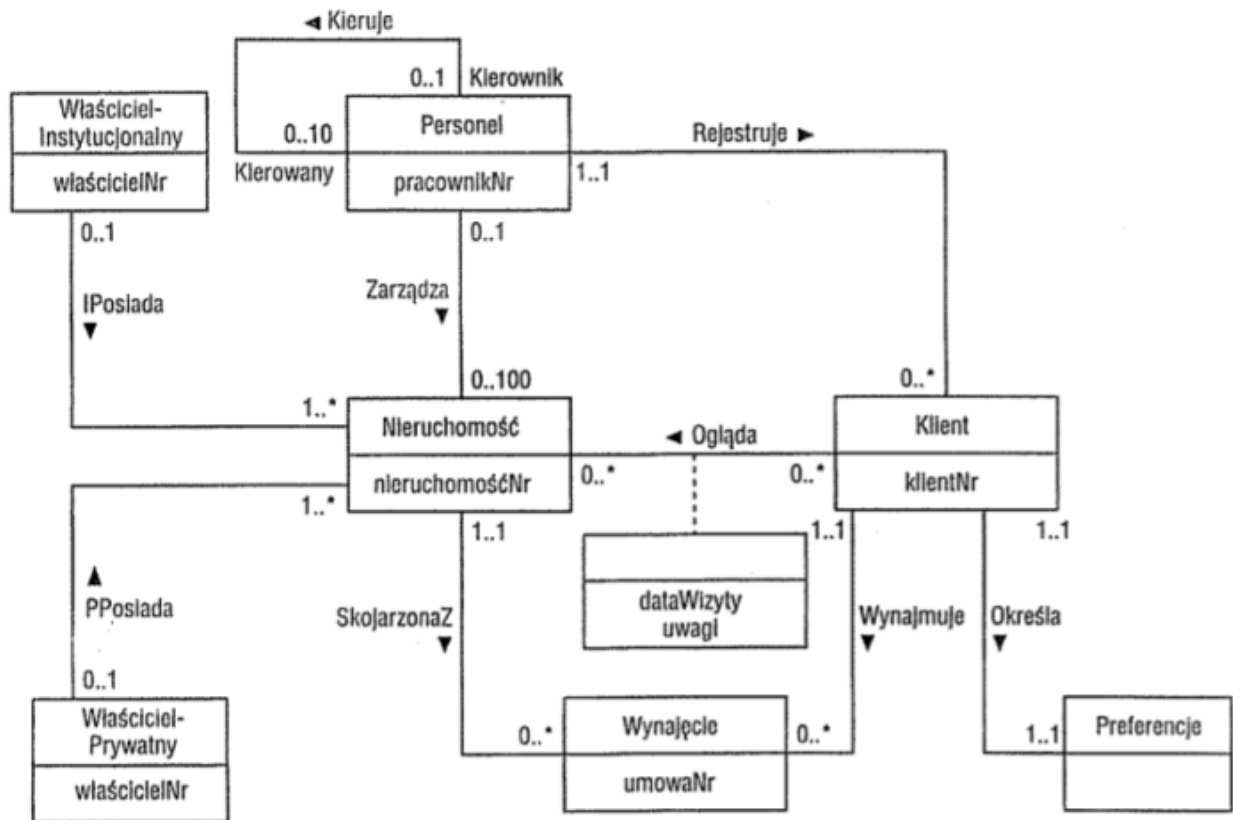 ◄ Kieruje
0..1 Kierownik
Właściciel-
Instytucjonalny
właścicielNr
0..1
Personel
pracownikNr
0..10
Kierowany
1..1
Rejestruje ►
0..1
IPosiada
▼
Zarządza
▼
0..100
0..*
1..*
Nieruchomość
nieruchomośćNr
◄ Ogląda
0..*
0..*
Klient
klientNr
1..*
1..1
1..1
1..1
dataWizyty
uwagi
▲
PPosiada
SkojarzonaZ
▼
Wynajmuje
▼
Określa
▼
0..1
Właściciel-
Prywatny
właścicielNr
0..*
Wynajęcie
umowaNr
0..*
1..1
Preferencje